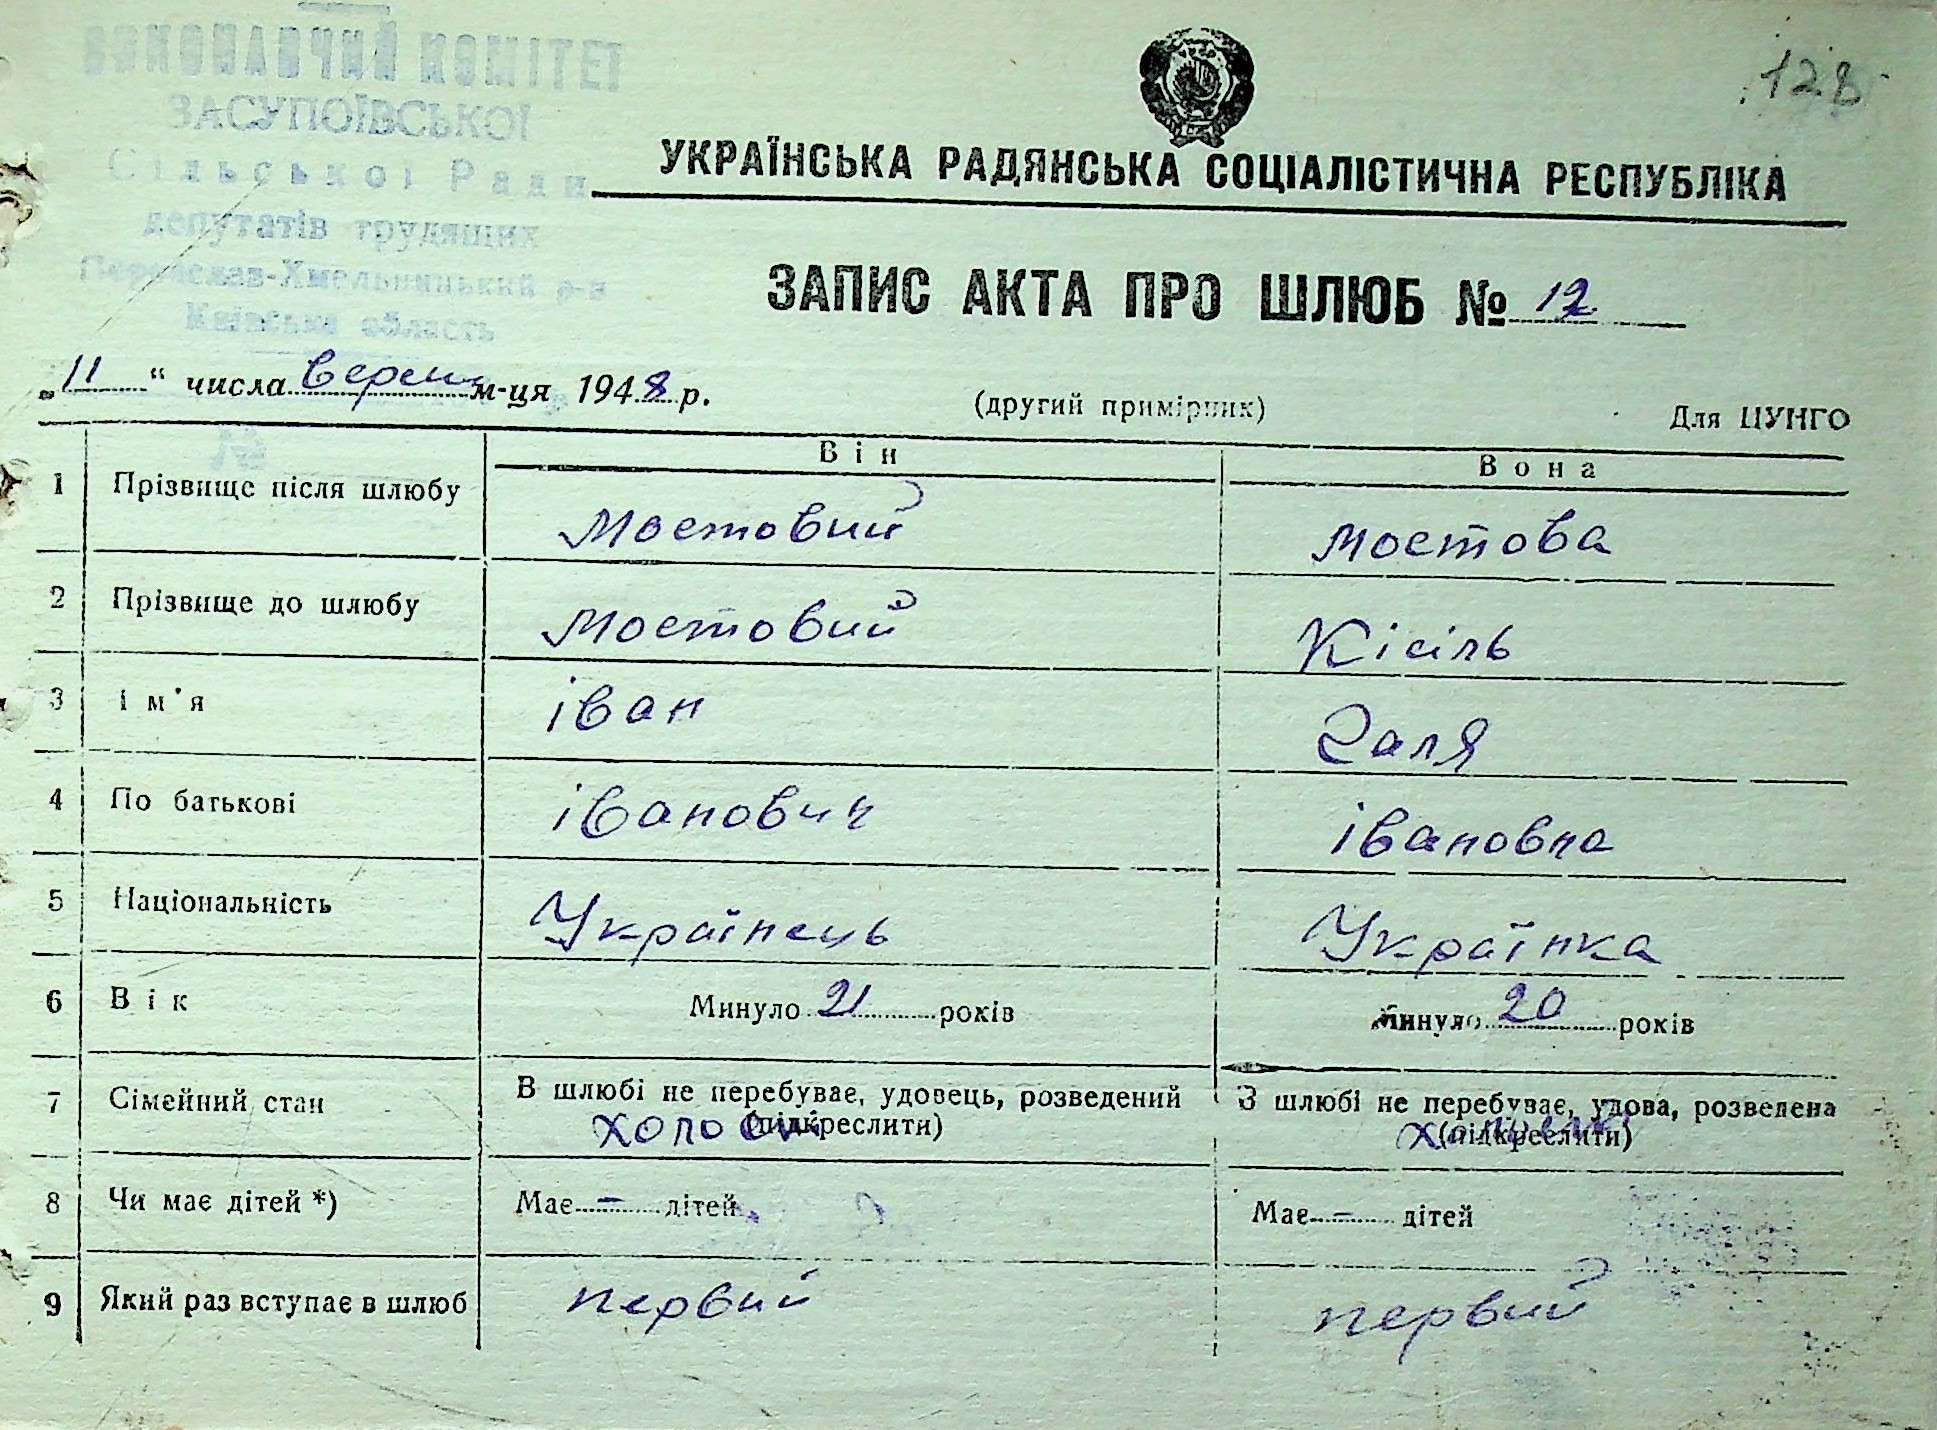 ВИКОНАВЧИЙ КОМІТЕТ
ЗАСУПОЇВСЬКОЇ
Сільської Ради
депутатів трудящих
Переяслав-Хмельницький р-н
Київська область
№
128
УКРАЇНСЬКА РАДЯНСЬКА СОЦІАЛІСТИЧНА РЕСПУБЛІКА
ЗАПИС АКТА ПРО ШЛЮБ № 12
„11“ числа верен м-ця 1948 р. (другий примірник) Для ЦУНГО
Він Вона
1 Прізвище після шлюбу Мостовий Мостова
2 Прізвище до шлюбу Мостовий Кісіль
3 Ім'я іван Галя
4 По батькові іванович івановна
5 Національність Українець Українка
6 Вік Минуло 21 років Минуло 20 років
7 Сімейний стан В шлюбі не перебуває, удовець, розведений В шлюбі не перебуває, удова, розведена
(підкреслити) (підкреслити)
8 Чи має дітей *) Має – дітей Має – дітей
9 Який раз вступає в шлюб первий первий